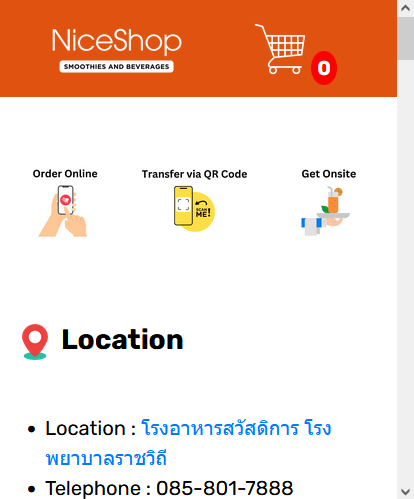 NiceShop
SMOOTHIES AND BEVERAGES
0
Order Online
Transfer via QR Code
Get Onsite
SCAN
ME!
Location
• Location : โรงอาหารสวัสดิการ โรง
พยาบาลราชวิถี
• Telephone : 085-801-7888